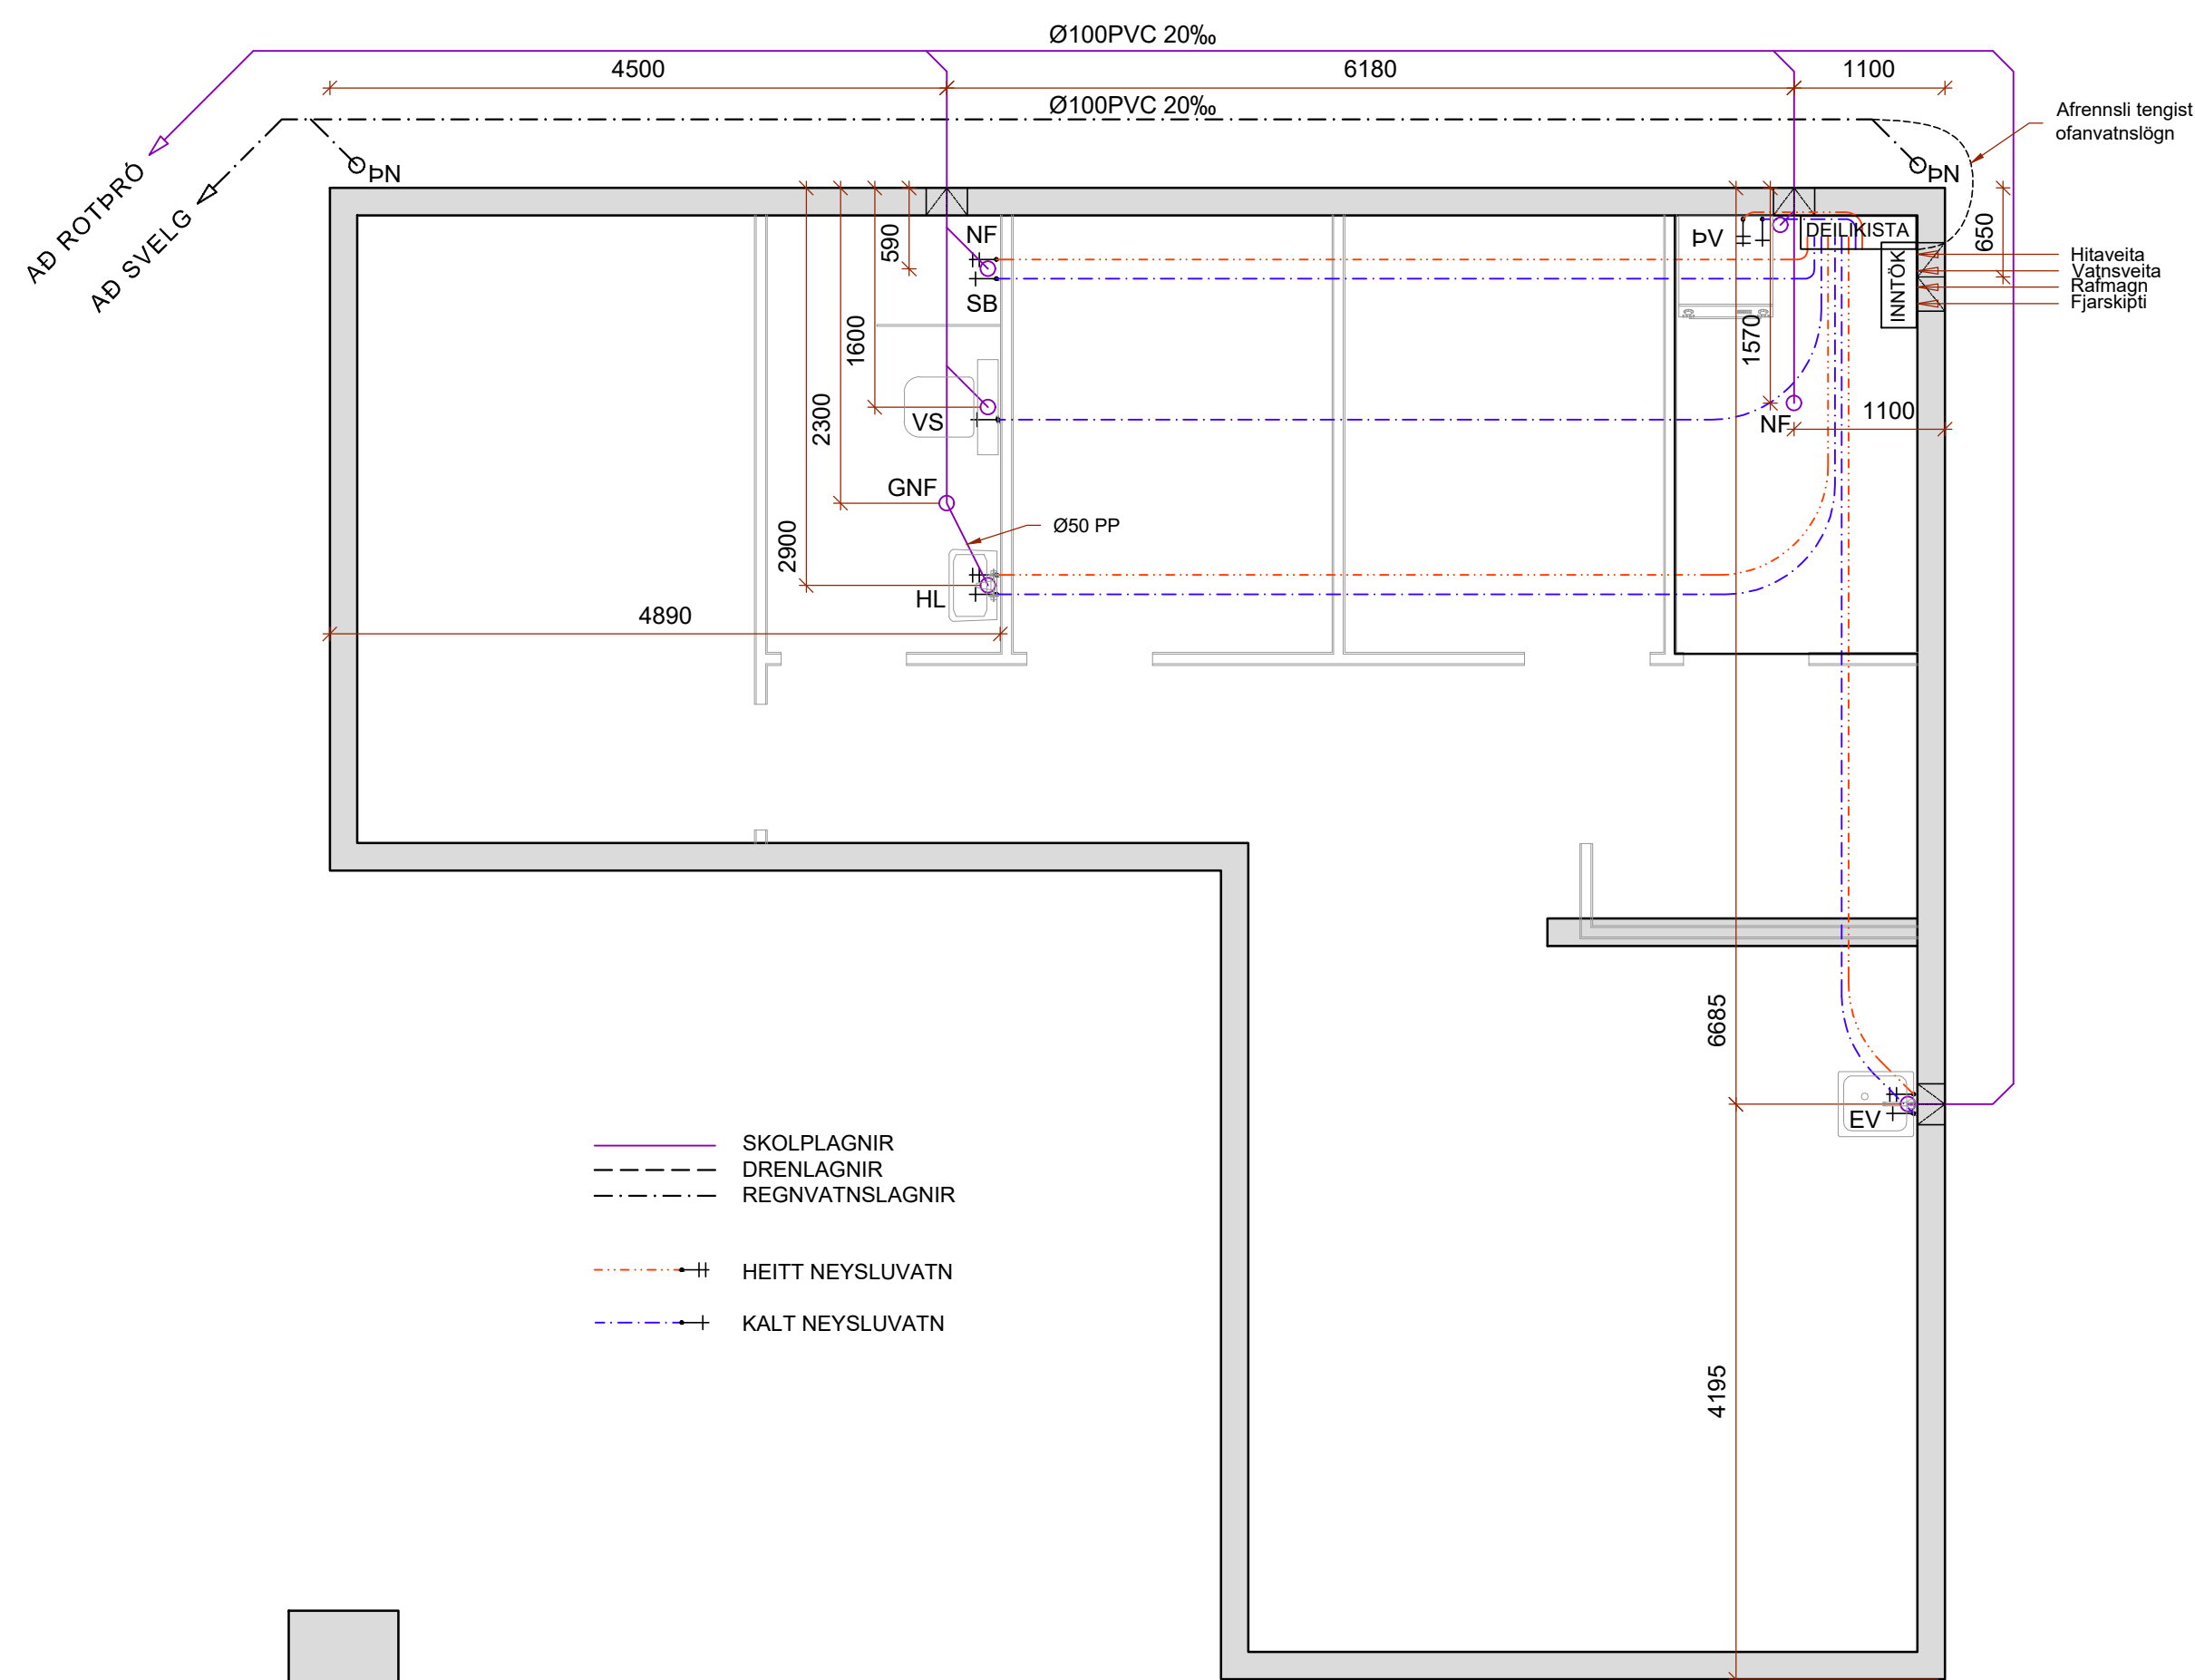 Ø100PVC 20‰
4500
6180
1100
Ø100PVC 20‰
Afrennsli tengist
ofanvatnslögn
AÐ ROTÞRÓ
AÐ SVELG
ÞN
ÞN
NF
590
SB
ÞV
DEILIKISTA
INNTÖK
650
Hitaveita
Vatnsveita
Rafmagn
Fjarskipti
1600
1570
2300
VS
NF
1100
GNF
2900
Ø50 PP
HL
4890
6685
EV
SKOLPLAGNIR
DRENLAGNIR
REGNVATNSLAGNIR
HEITT NEYSLUVATN
KALT NEYSLUVATN
4195